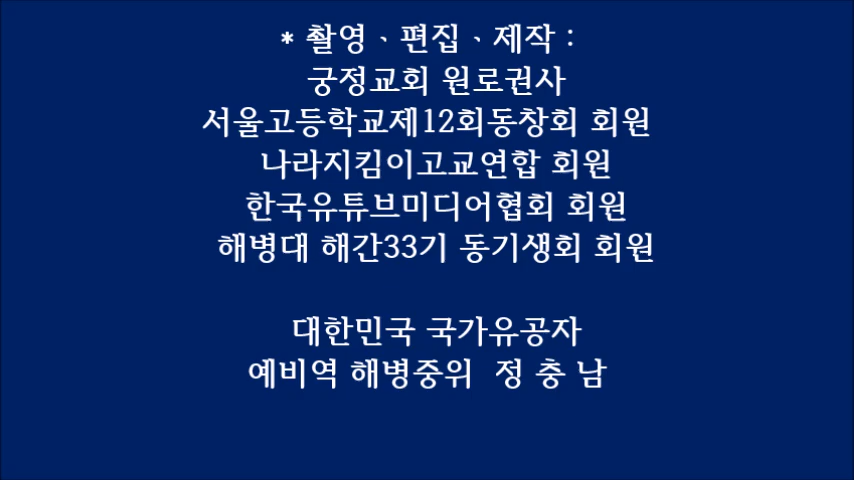 * 촬영、편집、제작 :
궁정교회 원로권사
서울고등학교제12회동창회 회원
나라지킴이고교연합 회원
한국유튜브미디어협회 회원
해병대 해간33기 동기생회 회원
대한민국 국가유공자
예비역 해병중위 정 충 남